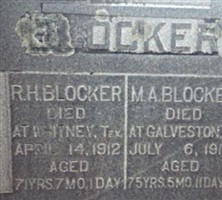 BLOCKER
R.H.BLOCKER
DIED
AT WHITNEY, TEX.
APRIL 14, 1912
AGED
71YRS. 7MO. 1DAY
M.A.BLOCKE
DIED
AT GALVESTON,
JULY 6, 19
AGED
75YRS. 5MO. 11DAY